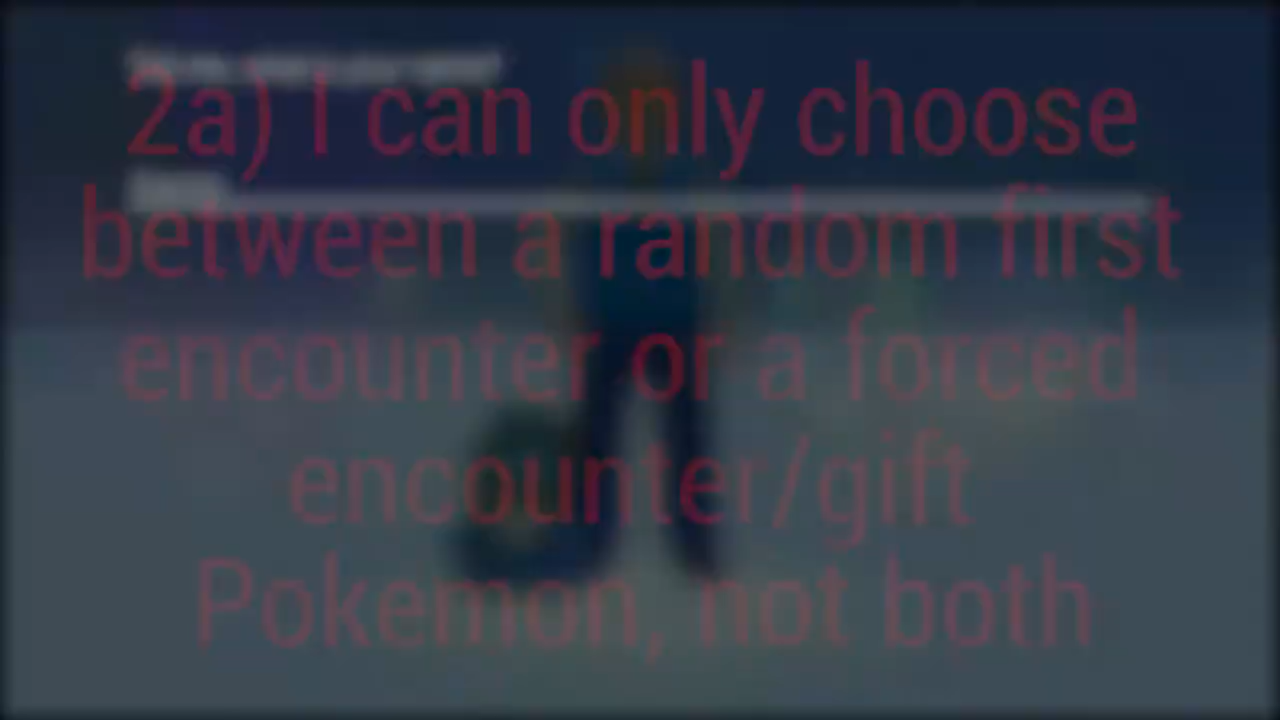 2a) I can only choose
between a random first
encounter or a forced
encounter/gift
Pokemon, not both